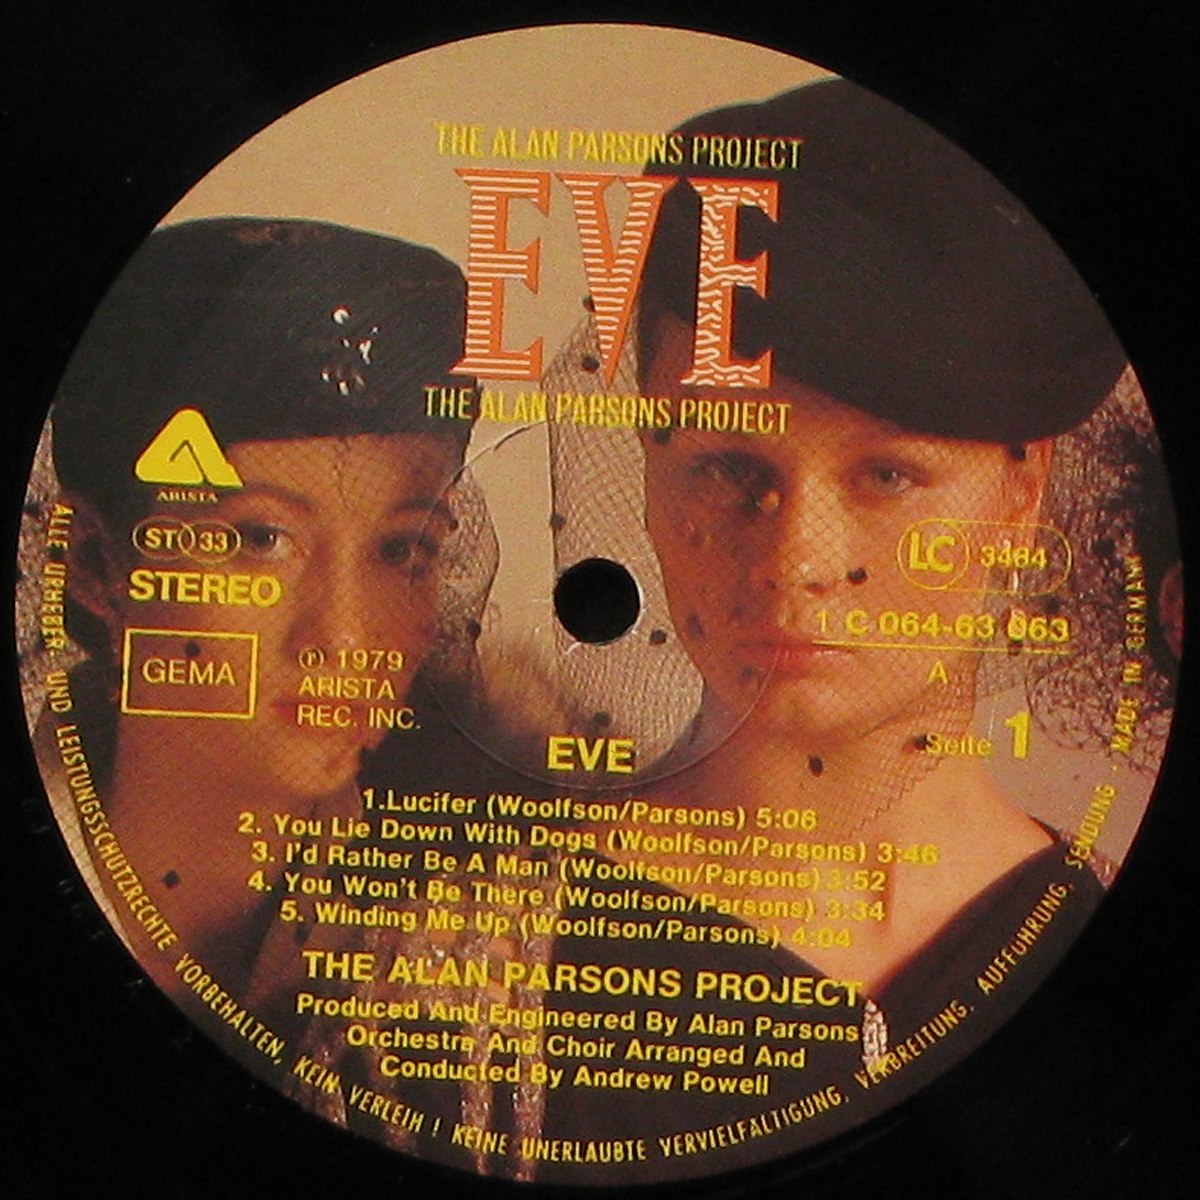 THE ALAN PARSONS PROJECT
EVE
THE ALAN PARSONS PROJECT
ARISTA
ST 33
STEREO
GEMA
℗ 1979
ARISTA
REC. INC.
LC 3484
1 C 064-63 063
A
Seite 1
EVE
1.Lucifer (Woolfson/Parsons) 5:06
2. You Lie Down With Dogs (Woolfson/Parsons) 3:46
3. I'd Rather Be A Man (Woolfson/Parsons) 3:52
4. You Won't Be There (Woolfson/Parsons) 3:34
5. Winding Me Up (Woolfson/Parsons) 4:04
THE ALAN PARSONS PROJECT
Produced And Engineered By Alan Parsons
Orchestra And Choir Arranged And
Conducted By Andrew Powell
ALLE URHEBER- UND LEISTUNGSSCHUTZRECHTE VORBEHALTEN, KEIN VERLEIH! KEINE UNERLAUBTE VERVIELFÄLTIGUNG, VERBREITUNG, AUFFÜHRUNG, SENDUNG · MADE IN GERMANY